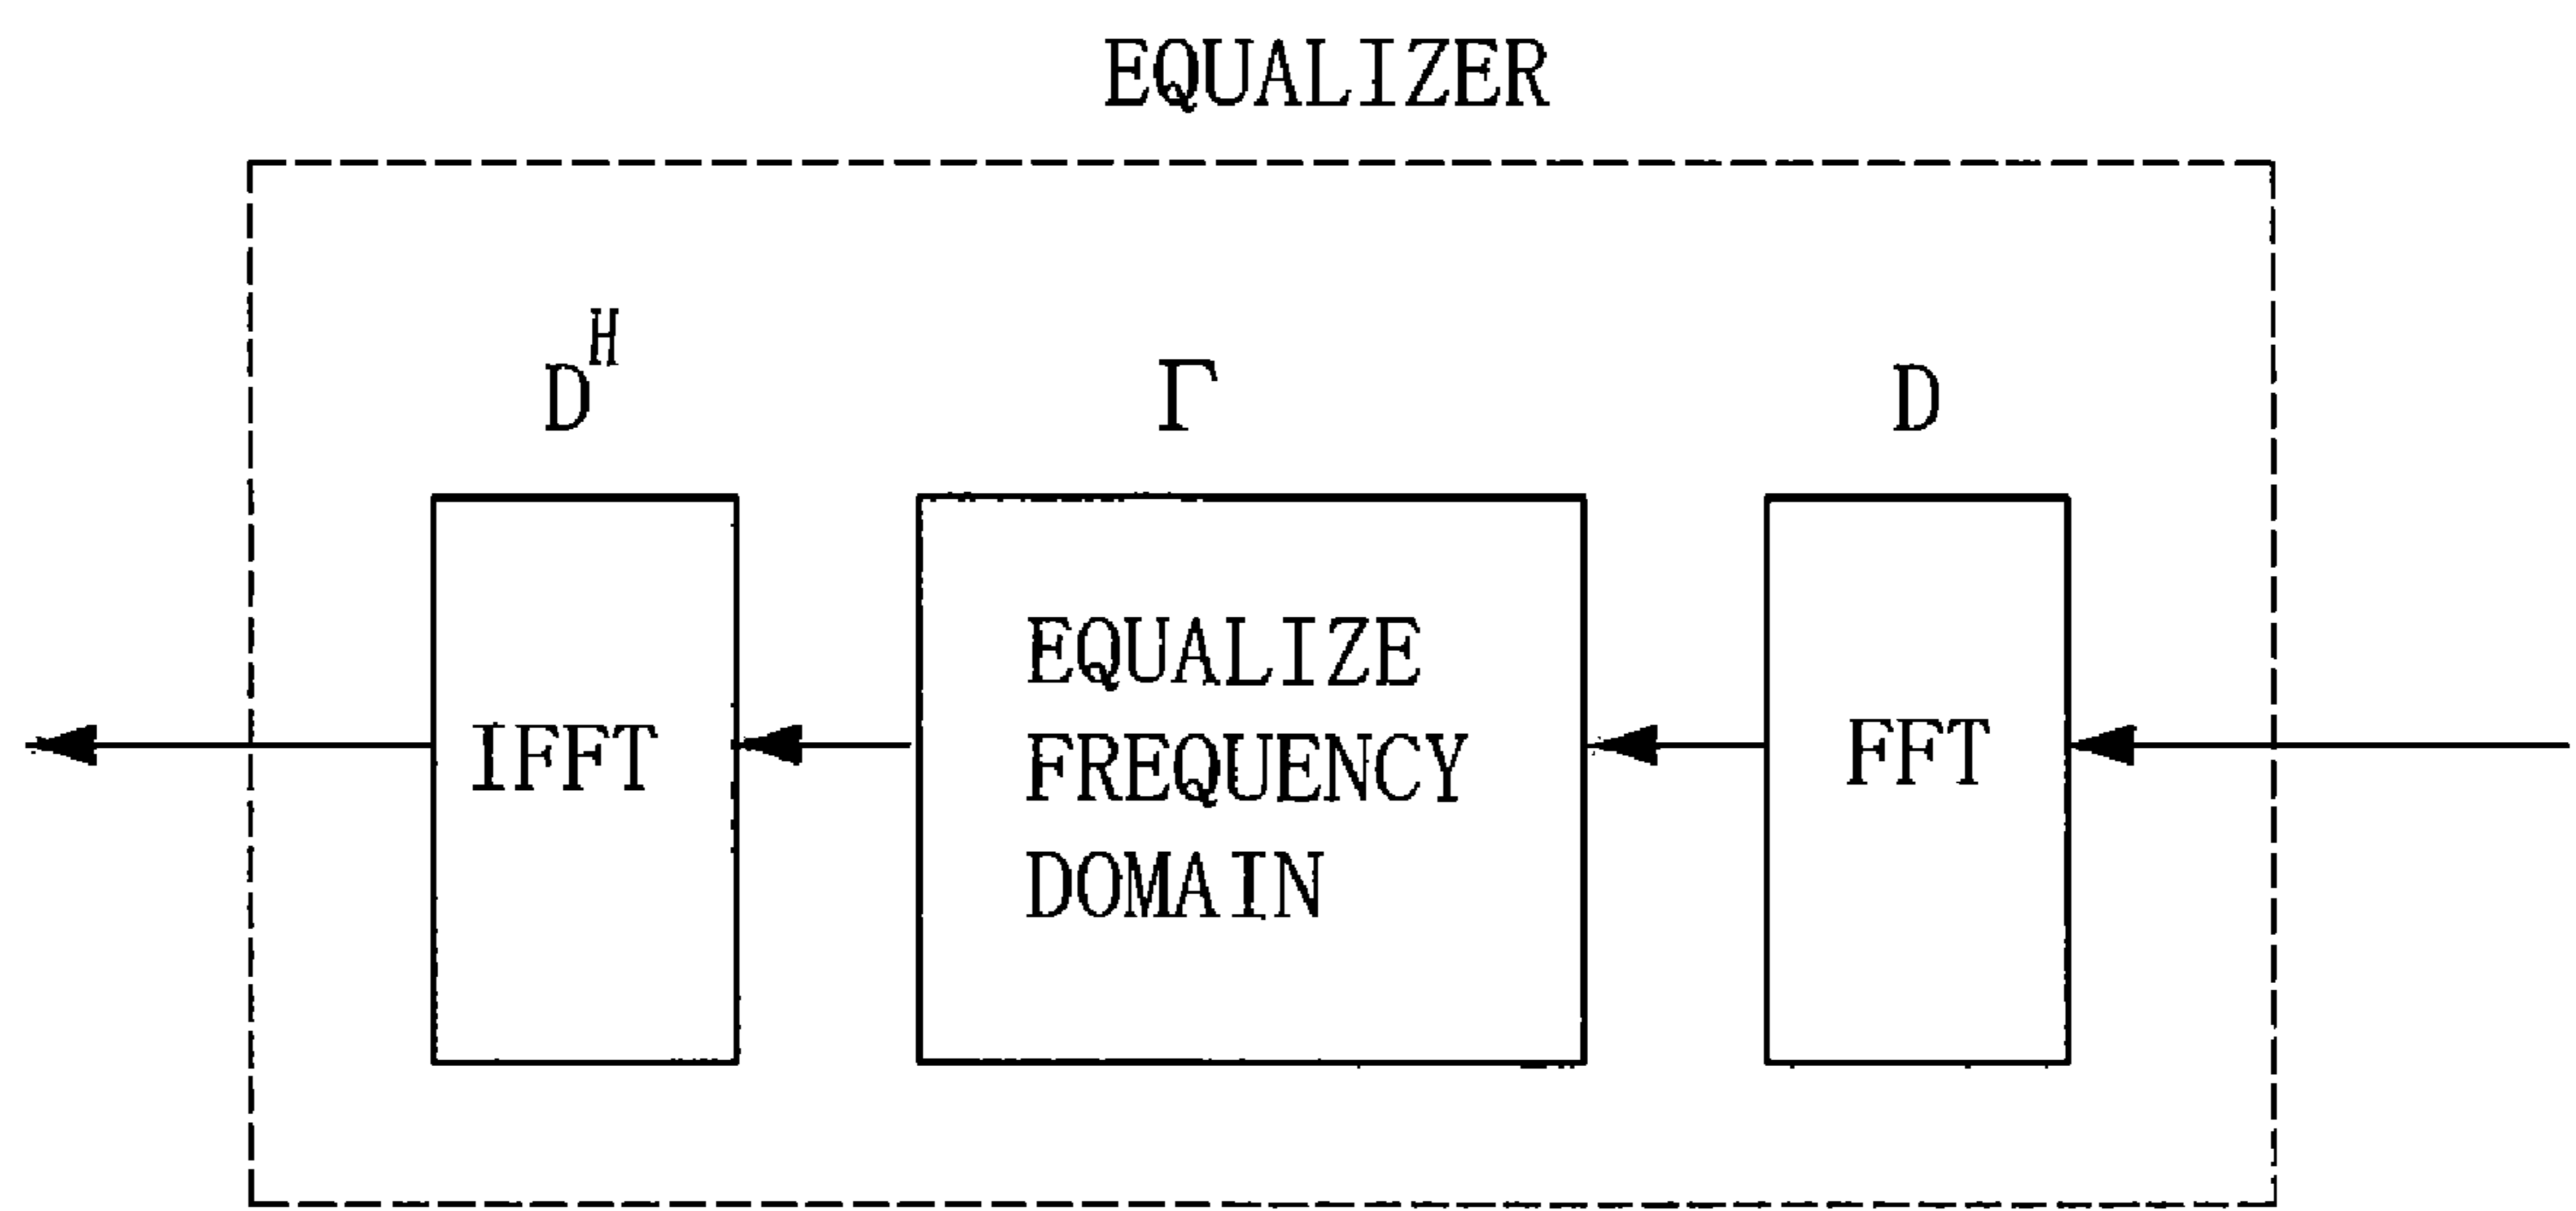 EQUALIZER
D^H
Γ
D
IFFT
EQUALIZE
FREQUENCY
DOMAIN
FFT